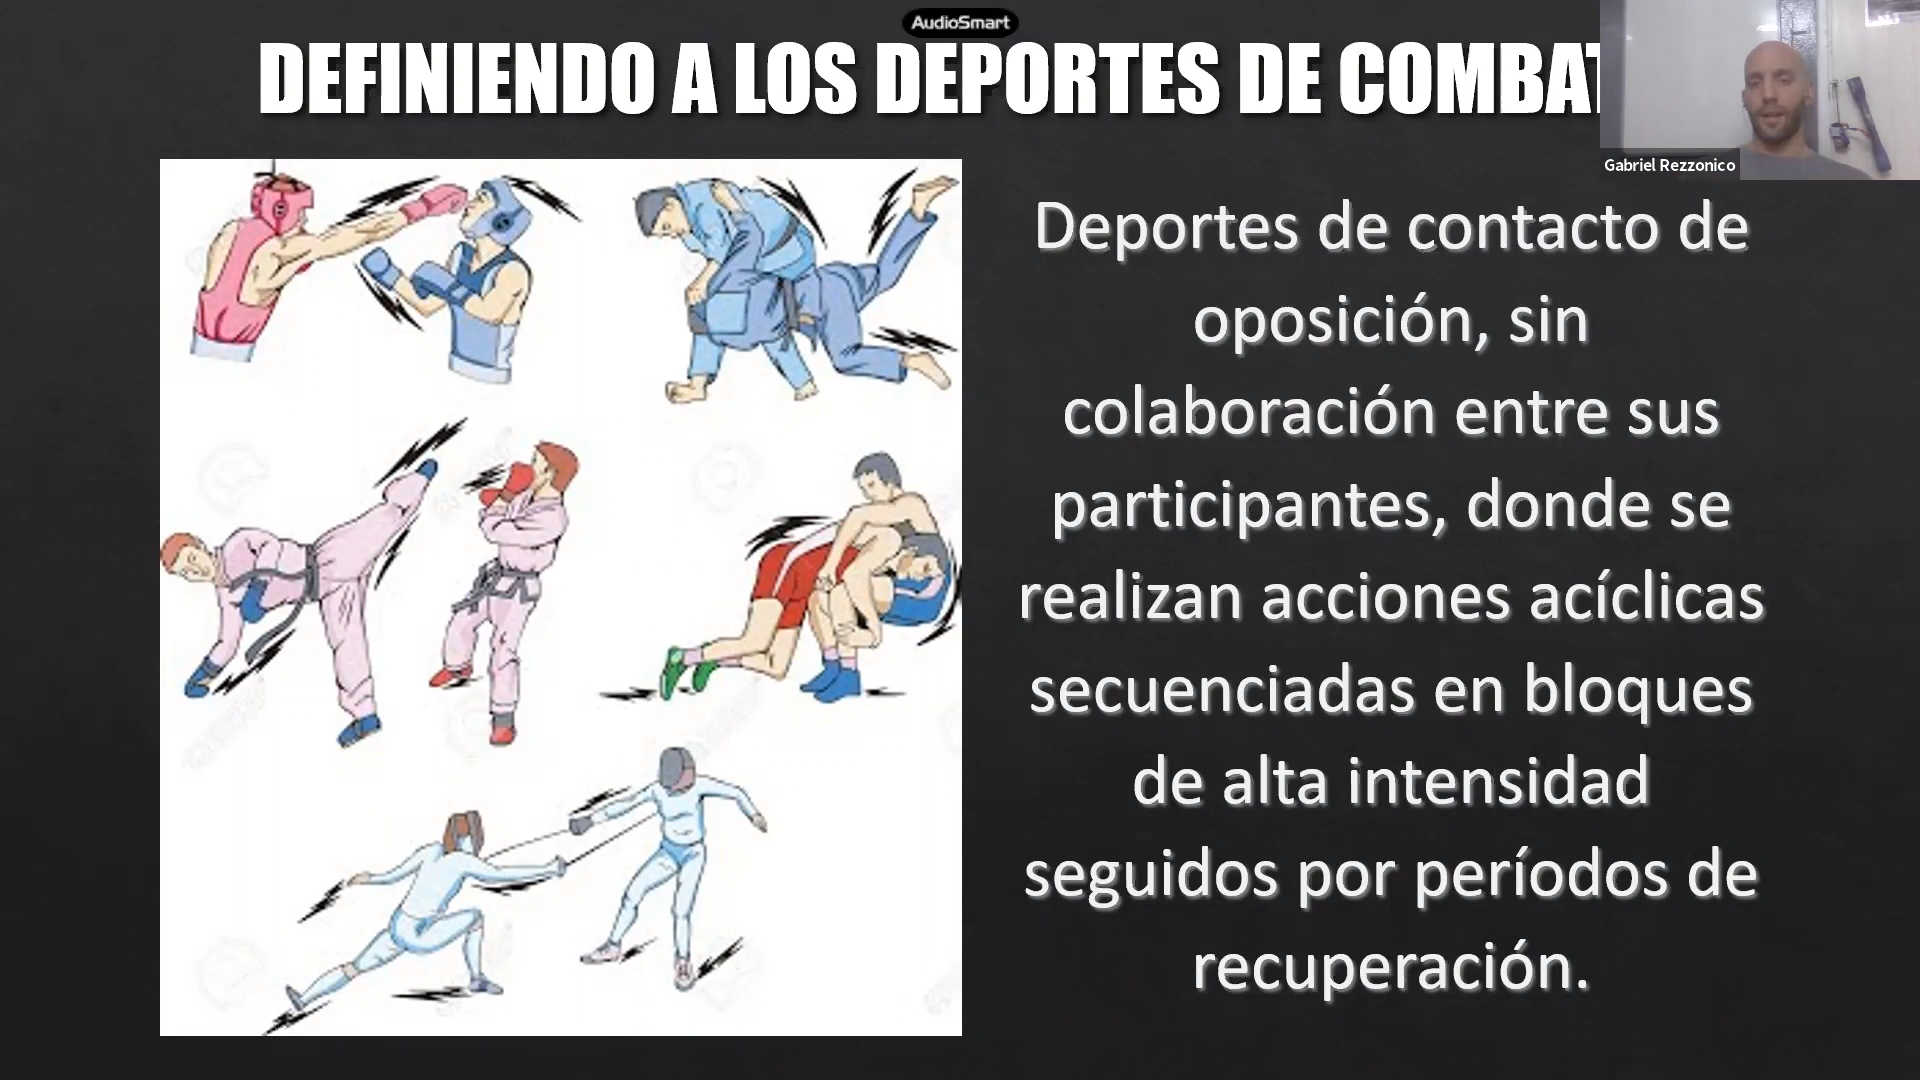 AudioSmart
DEFINIENDO A LOS DEPORTES DE COMBAT
Gabriel Rezzonico
Deportes de contacto de
oposición, sin
colaboración entre sus
participantes, donde se
realizan acciones acíclicas
secuenciadas en bloques
de alta intensidad
seguidos por períodos de
recuperación.